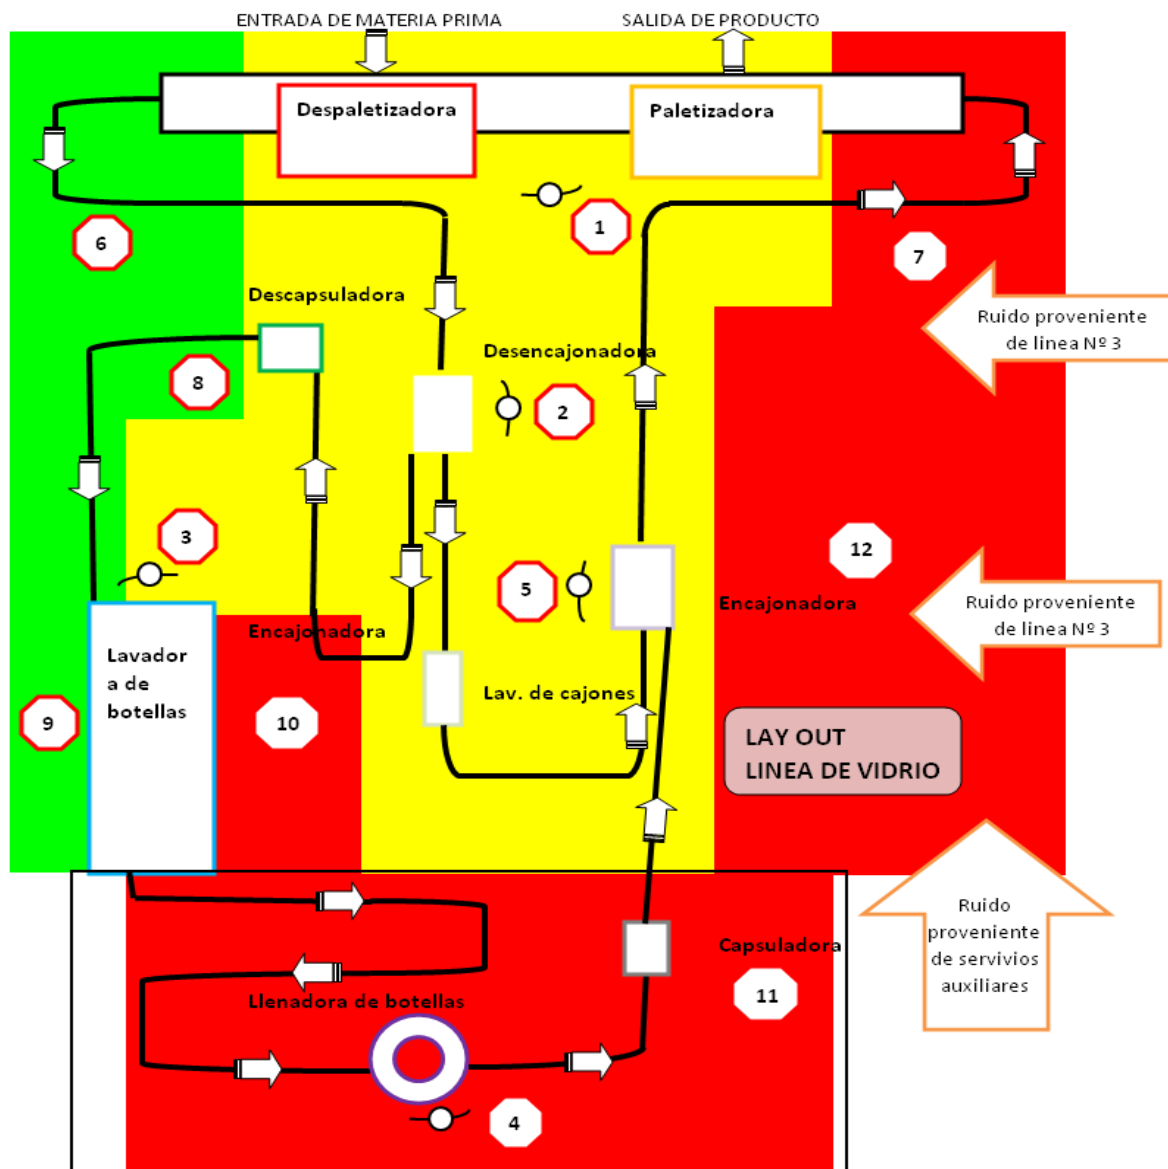 ENTRADA DE MATERIA PRIMA
SALIDA DE PRODUCTO
Despaletizadora
Paletizadora
1
6
7
Descapsuladora
Ruido proveniente
de linea Nº 3
Desencajonadora
8
2
3
12
5
Encajonadora
Ruido proveniente
de linea Nº 3
Encajonadora
Lavador
a de
botellas
Lav. de cajones
9
10
LAY OUT
LINEA DE VIDRIO
Ruido
proveniente
de servivios
auxiliares
Capsuladora
Llenadora de botellas
11
4